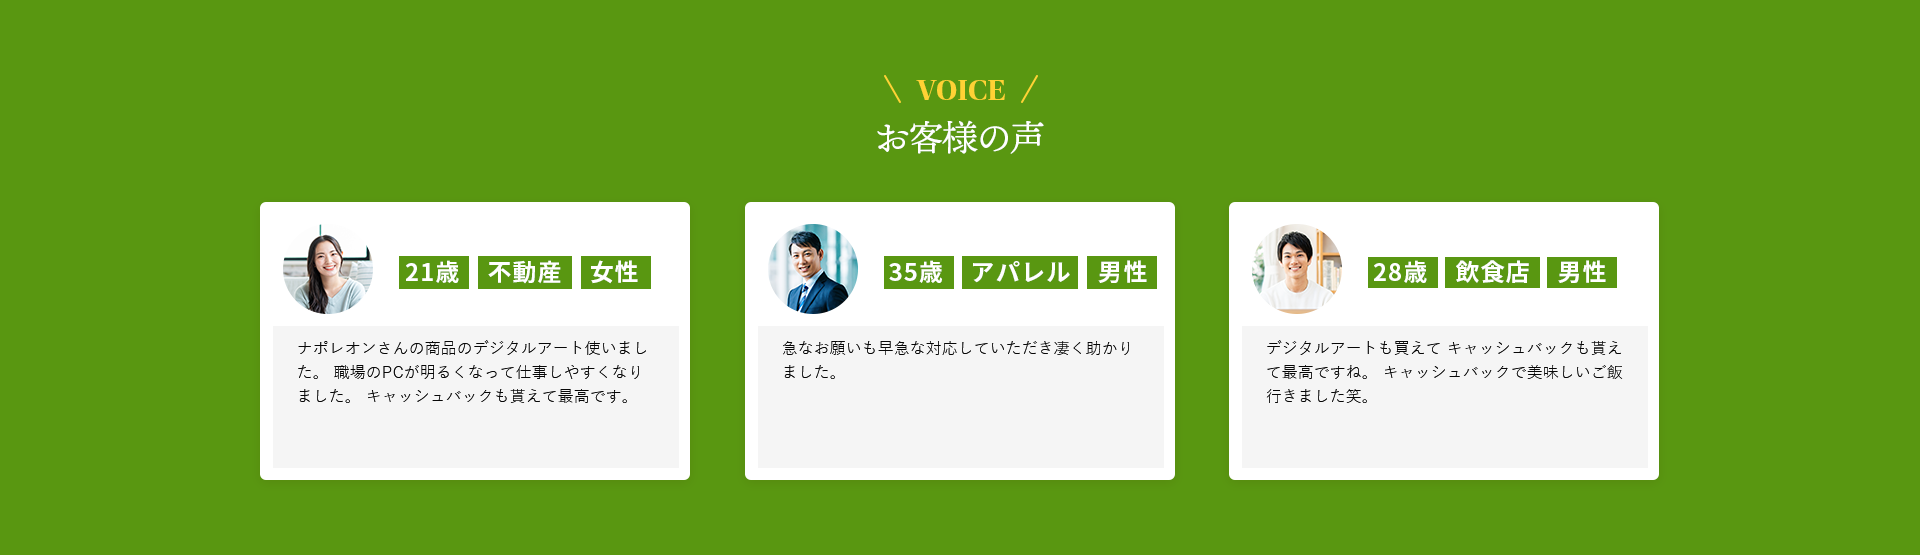 VOICE
お客様の声
21歳 不動産 女性
ナポレオンさんの商品のデジタルアート使いまし
た。 職場のPCが明るくなって仕事しやすくなり
ました。 キャッシュバックも貰えて最高です。
35歳 アパレル 男性
急なお願いも早急な対応していただき凄く助かり
ました。
28歳 飲食店 男性
デジタルアートも買えて キャッシュバックも貰え
て最高ですね。 キャッシュバックで美味しいご飯
行きました笑。